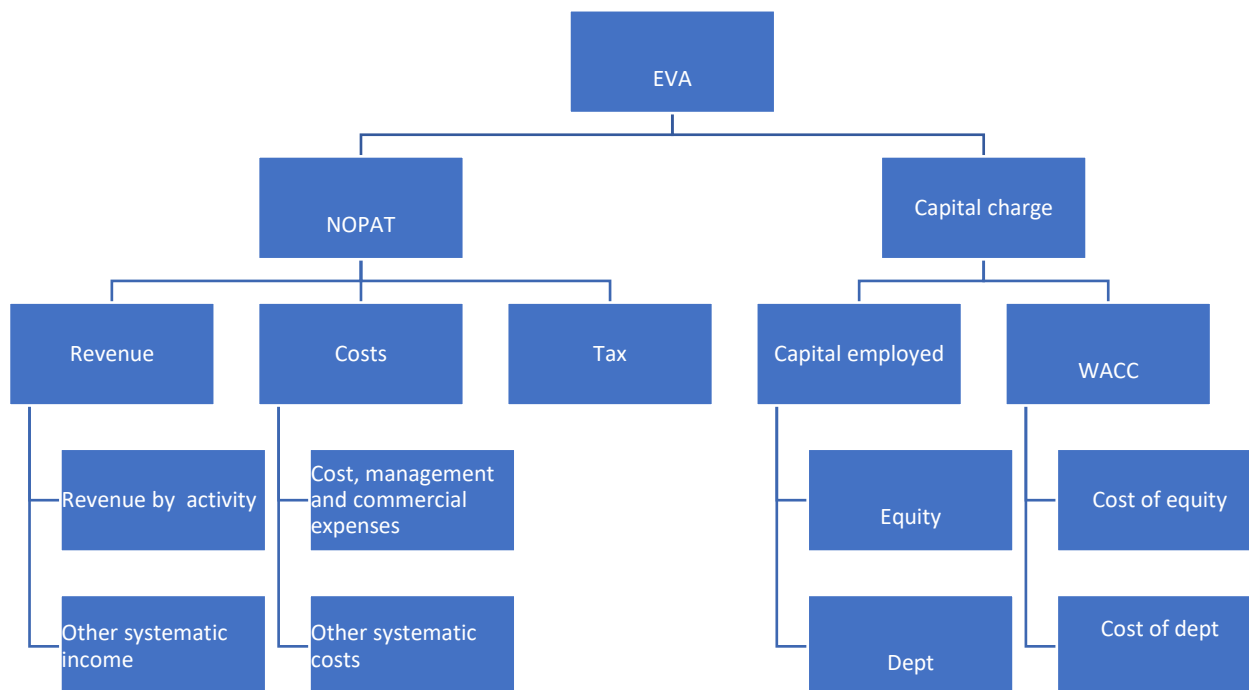 EVA
NOPAT
Capital charge
Revenue
Costs
Tax
Capital employed
WACC
Revenue by activity
Cost, management
and commercial
expenses
Equity
Cost of equity
Other systematic
income
Other systematic
costs
Dept
Cost of dept